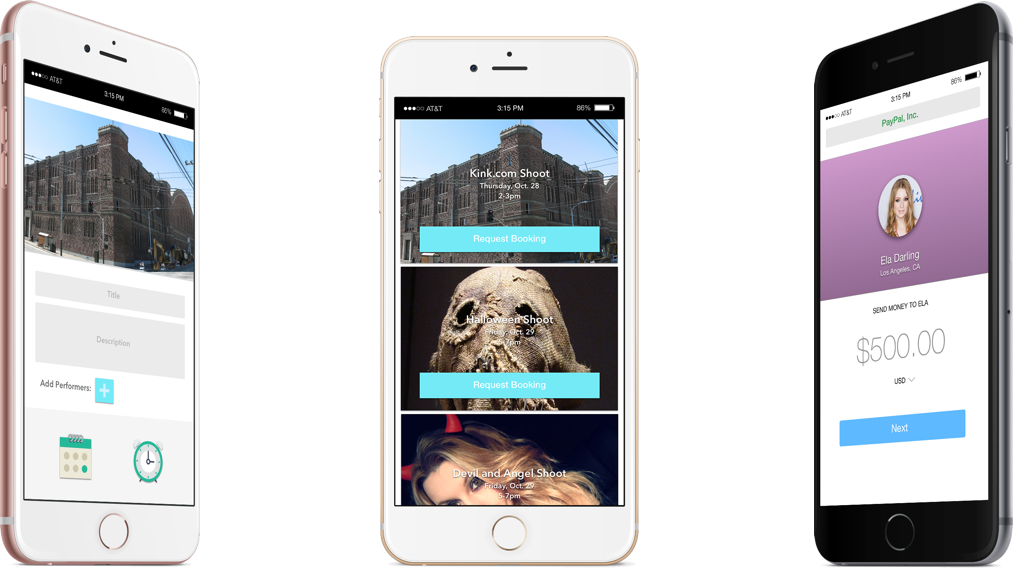 AT&T
3:15 PM
86%
Title
Description
Add Performers:
AT&T
3:15 PM
86%
Kink.com Shoot
Thursday, Oct. 28
2-3pm
Request Booking
Halloween Shoot
Friday, Oct. 29
-7pm
Request Booking
Devil and Angel Shoot
Friday, Oct. 29
5-7pm
AT&T
3:15 PM
86%
PayPal, Inc.
Ela Darling
Los Angeles, CA
SEND MONEY TO ELA
$500.00
USD
Next